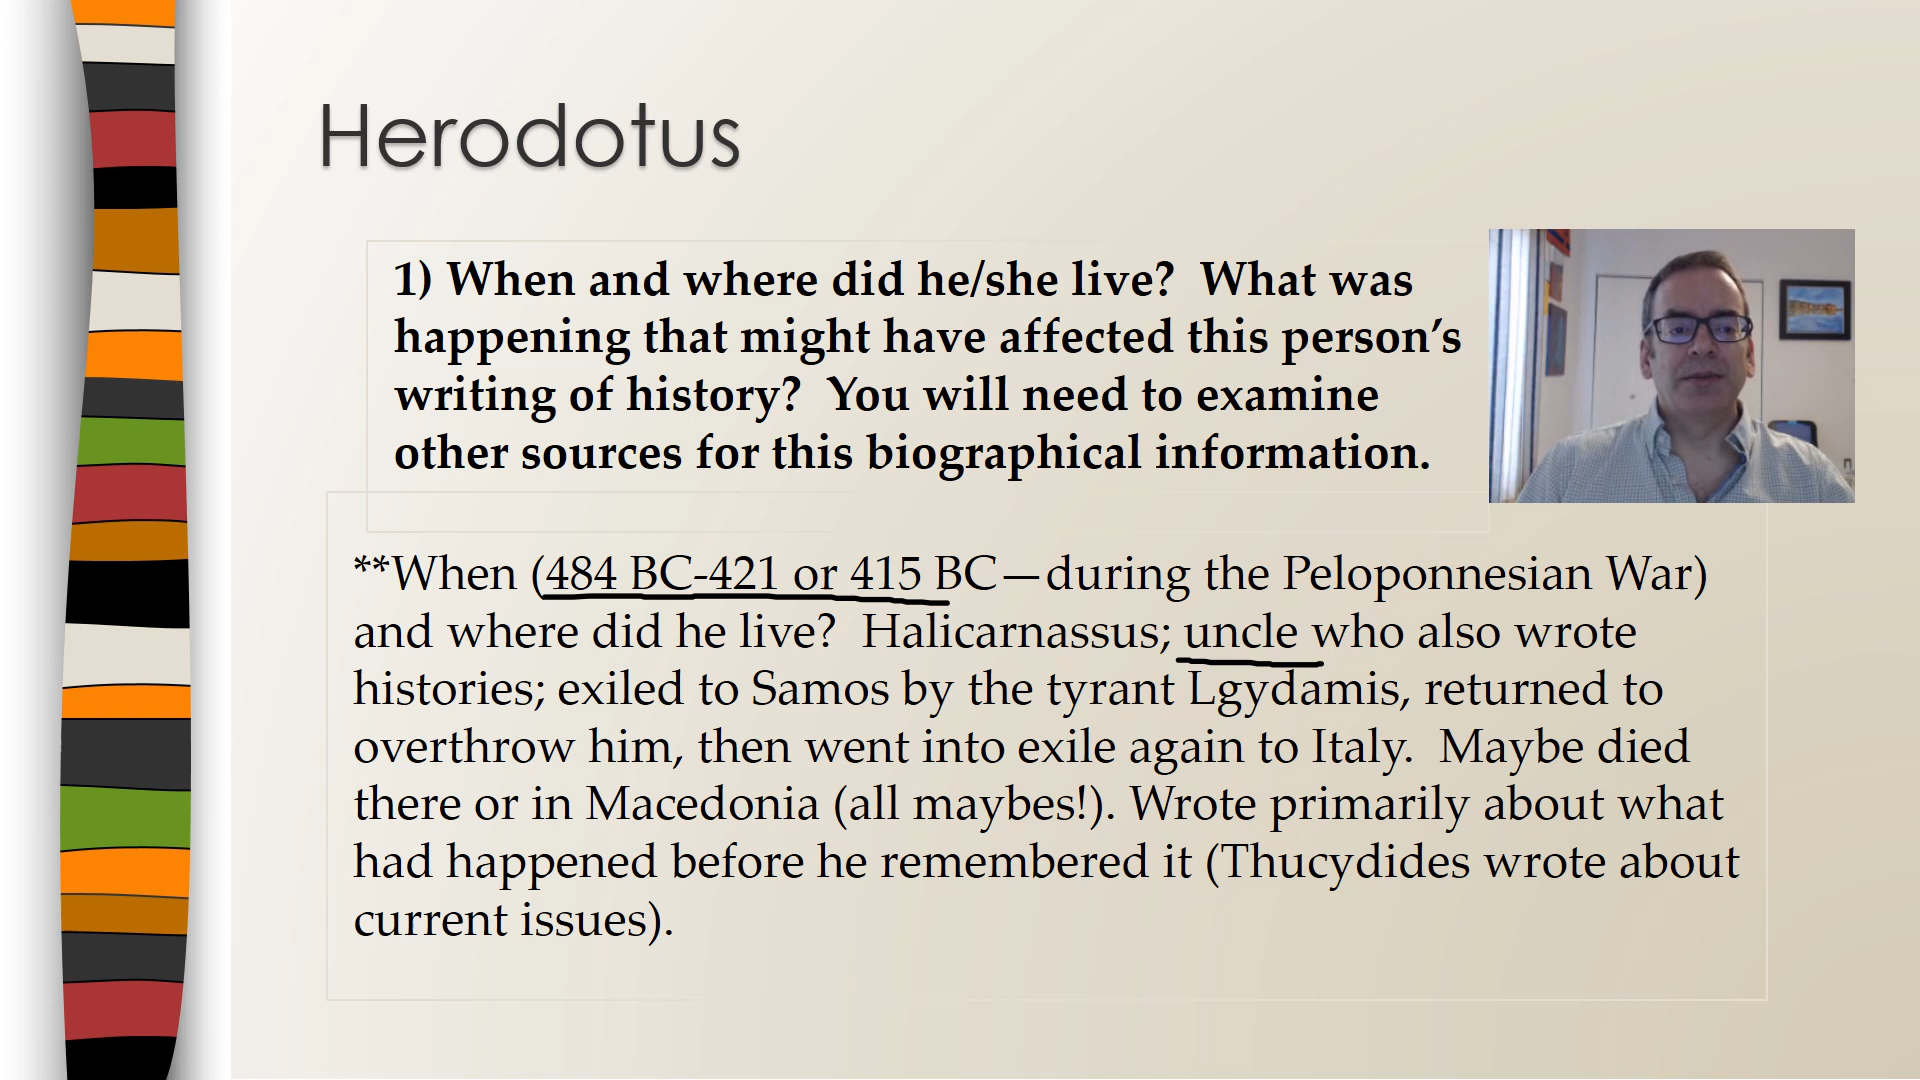 Herodotus
1) When and where did he/she live?  What was
happening that might have affected this person’s
writing of history?  You will need to examine
other sources for this biographical information.
**When (484 BC-421 or 415 BC—during the Peloponnesian War)
and where did he live?  Halicarnassus; uncle who also wrote
histories; exiled to Samos by the tyrant Lgydamis, returned to
overthrow him, then went into exile again to Italy.  Maybe died
there or in Macedonia (all maybes!). Wrote primarily about what
had happened before he remembered it (Thucydides wrote about
current issues).